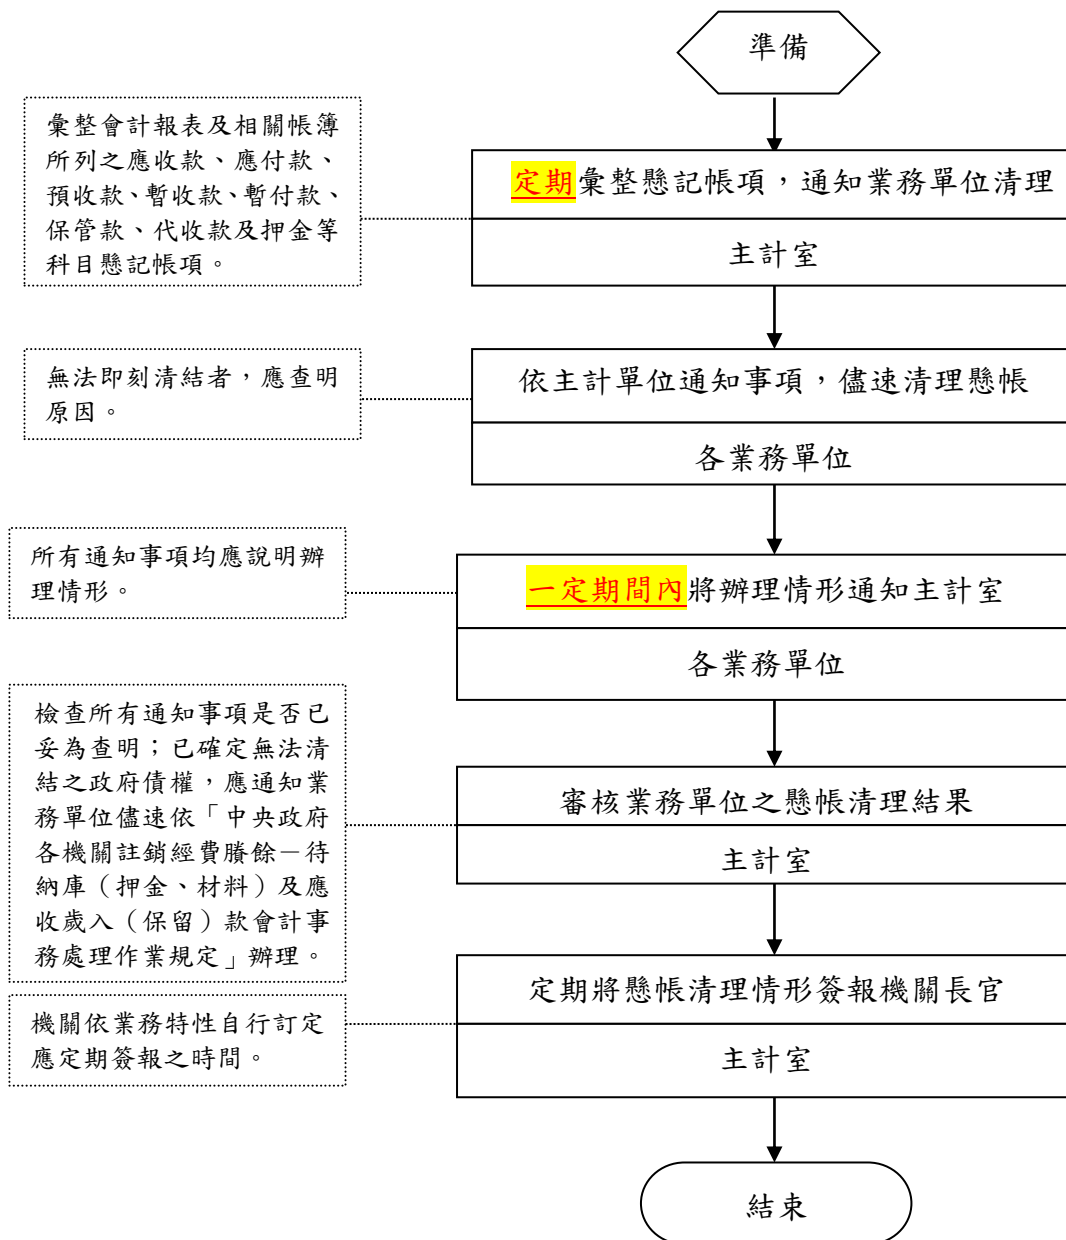 準備
彙整會計報表及相關帳簿
所列之應收款、應付款、
預收款、暫收款、暫付款、
保管款、代收款及押金等
科目懸記帳項。
定期彙整懸記帳項，通知業務單位清理
主計室
無法即刻清結者，應查明
原因。
依主計單位通知事項，儘速清理懸帳
各業務單位
所有通知事項均應說明辦
理情形。
一定期間內將辦理情形通知主計室
各業務單位
檢查所有通知事項是否已
妥為查明；已確定無法清
結之政府債權，應通知業
務單位儘速依「中央政府
各機關註銷經費賸餘－待
納庫（押金、材料）及應
收歲入（保留）款會計事
務處理作業規定」辦理。
審核業務單位之懸帳清理結果
主計室
機關依業務特性自行訂定
應定期簽報之時間。
定期將懸帳清理情形簽報機關長官
主計室
結束